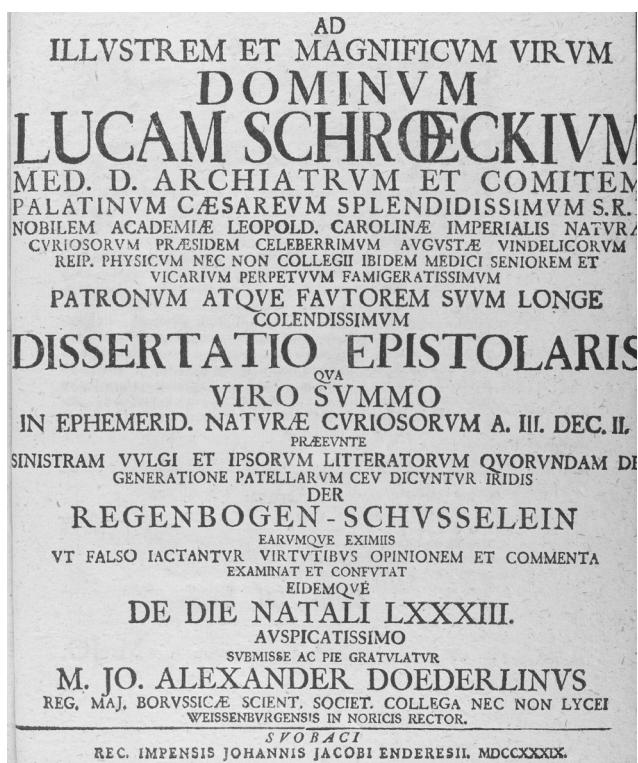 AD
ILLVSTREM ET MAGNIFICVM VIRVM
DOMINVM
LUCAM SCHRŒCKIVM
MED. D. ARCHIATRVM ET COMITEM
PALATINVM CÆSAREVM SPLENDIDISSIMVM S.R.
NOBILEM ACADEMIÆ LEOPOLD. CAROLINÆ IMPERIALIS NATVRÆ
CVRIOSORVM PRÆSIDEM CELEBERRIMVM AVGVSTÆ VINDELICORVM
REIP. PHYSICVM NEC NON COLLEGII IBIDEM MEDICI SENIOREM ET
VICARIVM PERPETVVM FAMIGERATISSIMVM
PATRONVM ATQVE FAVTOREM SVVM LONGE
COLENDISSIMVM
DISSERTATIO EPISTOLARIS
QVA
VIRO SVMMO
IN EPHEMERID. NATVRÆ CVRIOSORVM A. III. DEC. II.
PRÆEVNTE
SINISTRAM VVLGI ET IPSORVM LITTERATORVM QVORVNDAM DE
GENERATIONE PATELLARVM CEV DICVNTVR IRIDIS
DER
REGENBOGEN-SCHVSSELEIN
EARVMQVE EXIMIIS
VT FALSO IACTANTVR VIRTVTIBVS OPINIONEM ET COMMENTA
EXAMINAT ET CONFVTAT
EIDEMQVE
DE DIE NATALI LXXXIII.
AVSPICATISSIMO
SVBMISSE AC PIE GRATVLATVR
M. JO. ALEXANDER DOEDERLINVS
REG. MAJ. BORVSSICÆ SCIENT. SOCIET. COLLEGA NEC NON LYCEI
WEISSENBVRGENSIS IN NORICIS RECTOR.
SVOBACI
REC. IMPENSIS JOHANNIS JACOBI ENDERESII. MDCCXXXIX.